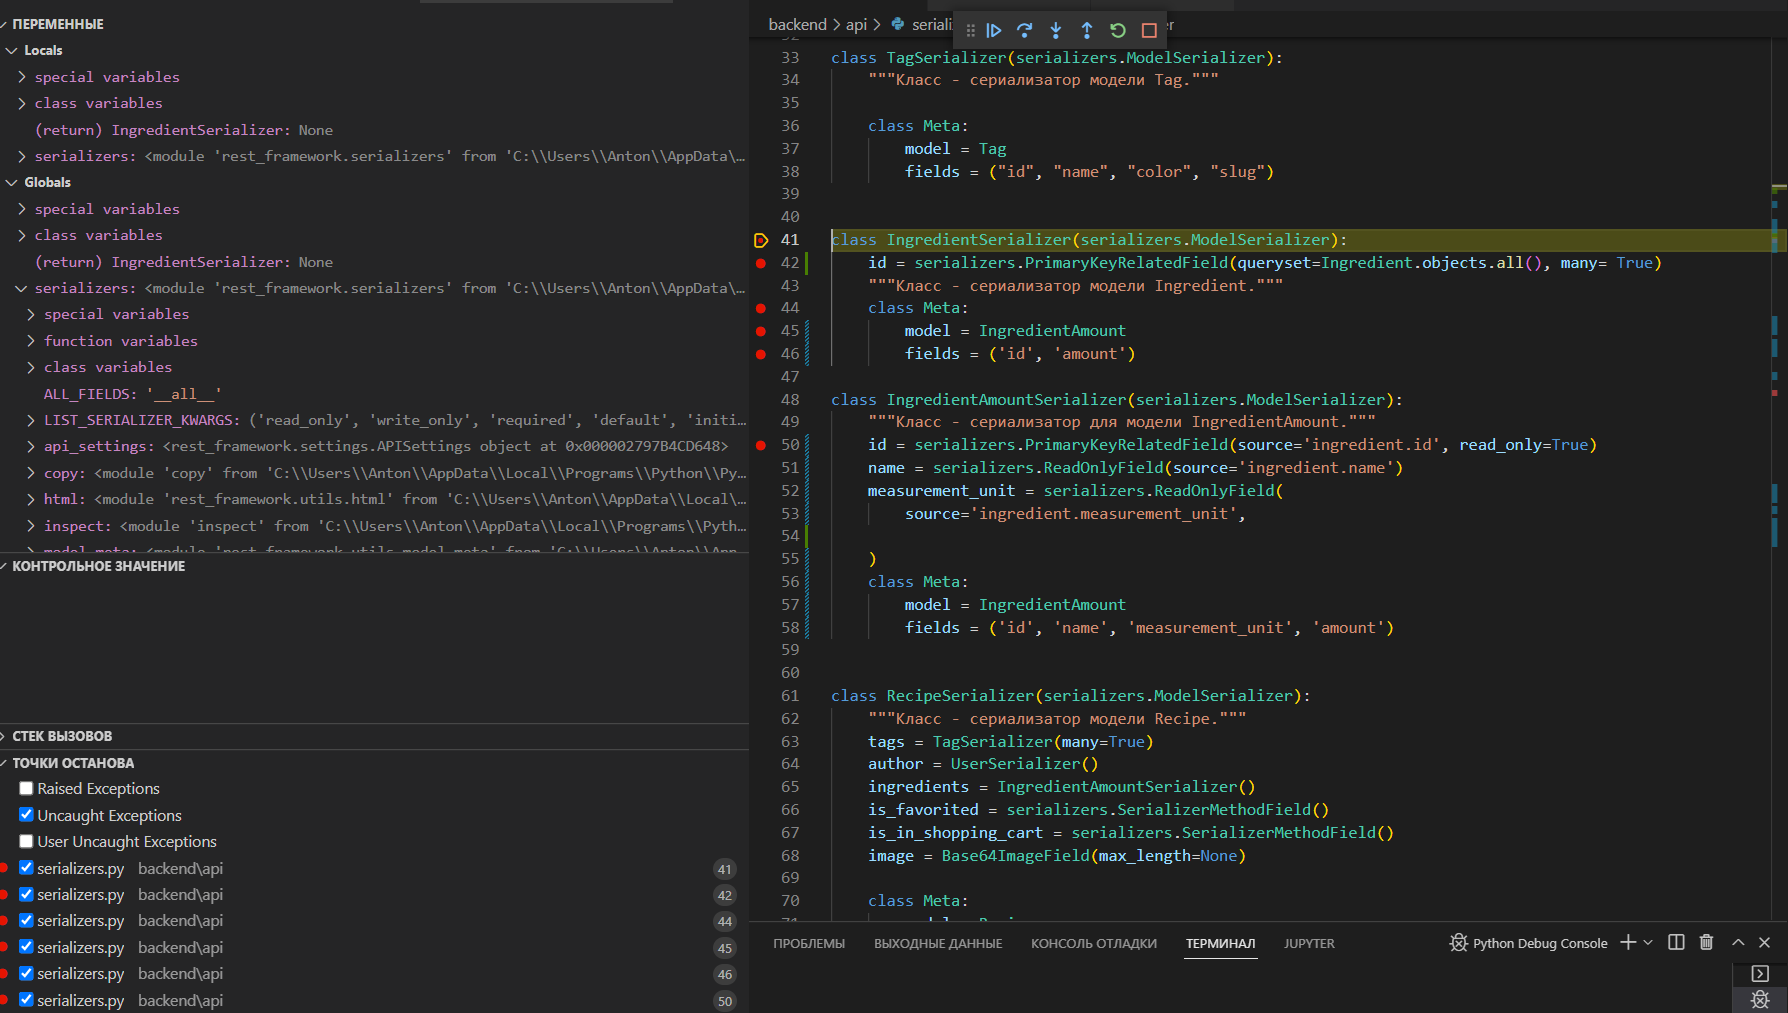 ПЕРЕМЕННЫЕ
Locals
special variables
class variables
(return) IngredientSerializer: None
serializers: <module 'rest_framework.serializers' from 'C:\\Users\\Anton\\AppData\…
Globals
special variables
class variables
(return) IngredientSerializer: None
serializers: <module 'rest_framework.serializers' from 'C:\\Users\\Anton\\AppData\…
special variables
function variables
class variables
ALL_FIELDS: '__all__'
LIST_SERIALIZER_KWARGS: ('read_only', 'write_only', 'required', 'default', 'initi…
api_settings: <rest_framework.settings.APISettings object at 0x000002797B4CD648>
copy: <module 'copy' from 'C:\\Users\\Anton\\AppData\\Local\\Programs\\Python\\Py…
html: <module 'rest_framework.utils.html' from 'C:\\Users\\Anton\\AppData\\Local\…
inspect: <module 'inspect' from 'C:\\Users\\Anton\\AppData\\Local\\Programs\\Pyth…
model_meta: <module 'rest_framework.utils.model_meta' from 'C:\\Users\\Anton\\App…
КОНТРОЛЬНОЕ ЗНАЧЕНИЕ
СТЕК ВЫЗОВОВ
ТОЧКИ ОСТАНОВА
Raised Exceptions
Uncaught Exceptions
User Uncaught Exceptions
serializers.py backend\api 41
serializers.py backend\api 42
serializers.py backend\api 44
serializers.py backend\api 45
serializers.py backend\api 46
serializers.py backend\api 50
backend > api > seriali
33 class TagSerializer(serializers.ModelSerializer):
34 """Класс - сериализатор модели Tag."""
35
36 class Meta:
37 model = Tag
38 fields = ("id", "name", "color", "slug")
39
40
41 class IngredientSerializer(serializers.ModelSerializer):
42 id = serializers.PrimaryKeyRelatedField(queryset=Ingredient.objects.all(), many= True)
43 """Класс - сериализатор модели Ingredient."""
44 class Meta:
45 model = IngredientAmount
46 fields = ('id', 'amount')
47
48 class IngredientAmountSerializer(serializers.ModelSerializer):
49 """Класс - сериализатор для модели IngredientAmount."""
50 id = serializers.PrimaryKeyRelatedField(source='ingredient.id', read_only=True)
51 name = serializers.ReadOnlyField(source='ingredient.name')
52 measurement_unit = serializers.ReadOnlyField(
53 source='ingredient.measurement_unit',
54
55 )
56 class Meta:
57 model = IngredientAmount
58 fields = ('id', 'name', 'measurement_unit', 'amount')
59
60
61 class RecipeSerializer(serializers.ModelSerializer):
62 """Класс - сериализатор модели Recipe."""
63 tags = TagSerializer(many=True)
64 author = UserSerializer()
65 ingredients = IngredientAmountSerializer()
66 is_favorited = serializers.SerializerMethodField()
67 is_in_shopping_cart = serializers.SerializerMethodField()
68 image = Base64ImageField(max_length=None)
69
70 class Meta:
ПРОБЛЕМЫ ВЫХОДНЫЕ ДАННЫЕ КОНСОЛЬ ОТЛАДКИ ТЕРМИНАЛ JUPYTER
Python Debug Console